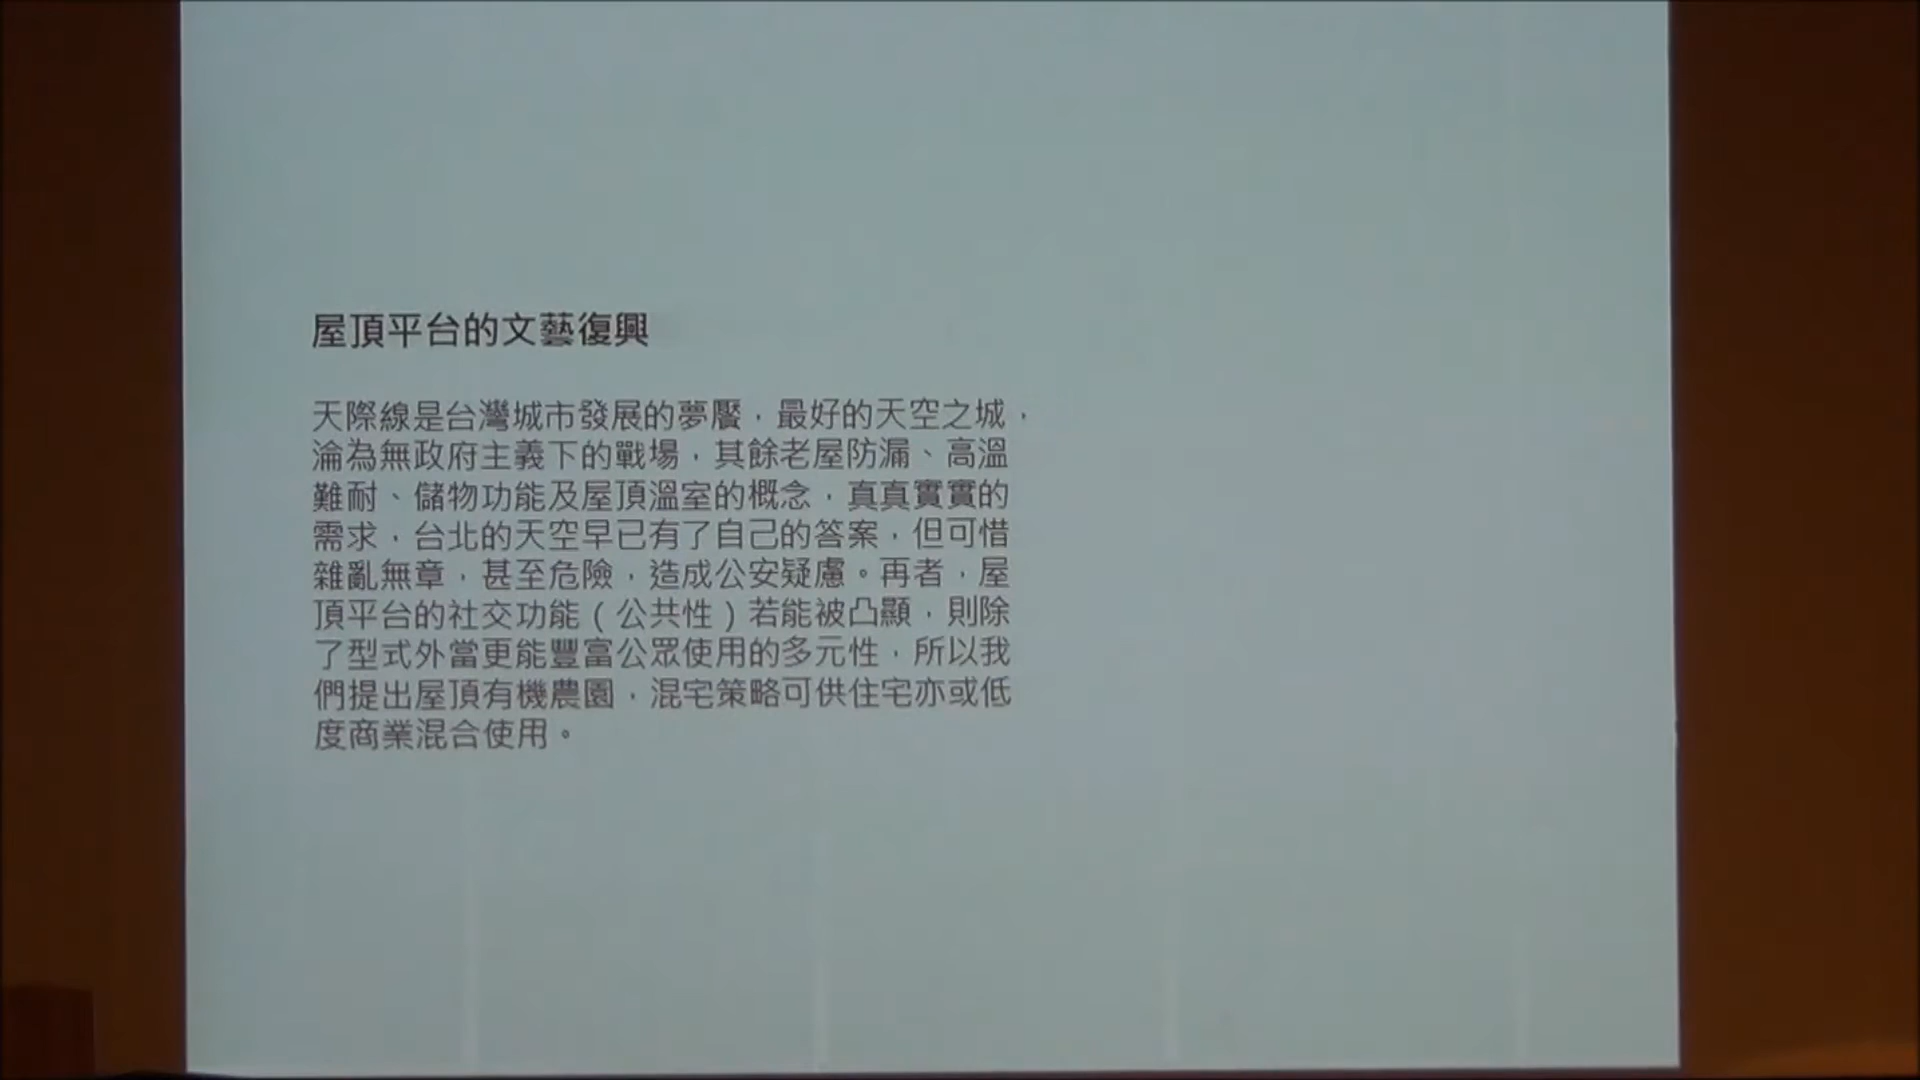 屋頂平台的文藝復興
天際線是台灣城市發展的夢魘，最好的天空之城，
淪為無政府主義下的戰場，其餘老屋防漏、高溫
難耐、儲物功能及屋頂溫室的概念，真真實實的
需求，台北的天空早已有了自己的答案，但可惜
雜亂無章，甚至危險，造成公安疑慮。再者，屋
頂平台的社交功能（公共性）若能被凸顯，則除
了型式外當更能豐富公眾使用的多元性，所以我
們提出屋頂有機農園，混宅策略可供住宅亦或低
度商業混合使用。